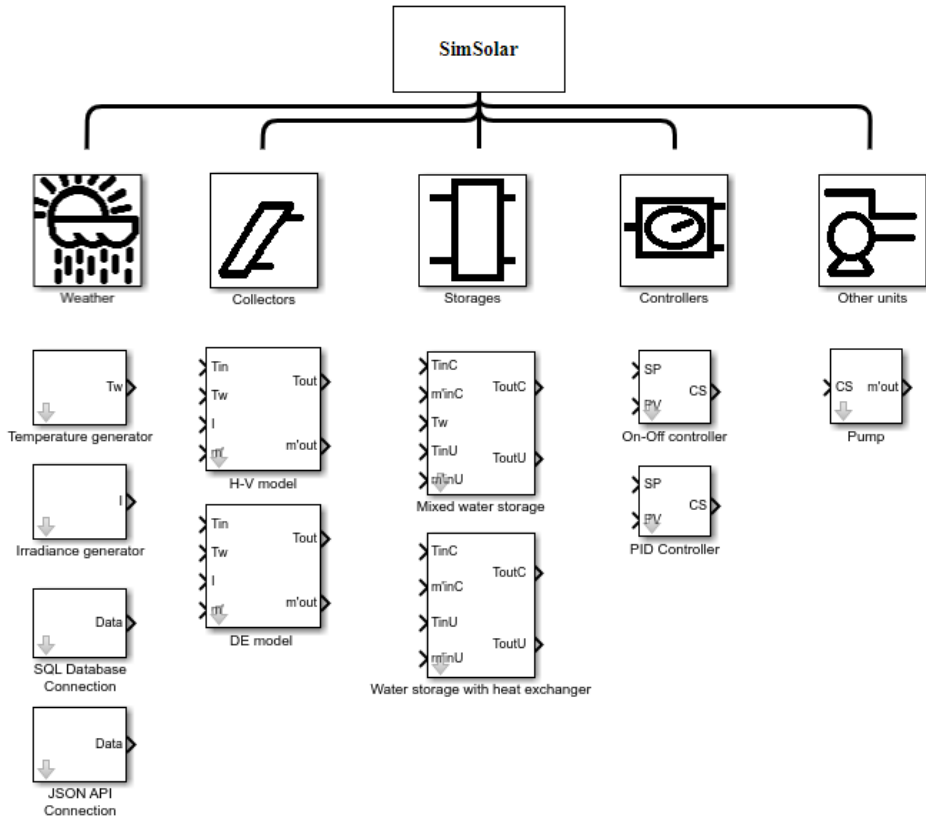 SimSolar
Weather
Collectors
Storages
Controllers
Other units
Tw
Temperature generator
I
Irradiance generator
Data
SQL Database
Connection
Data
JSON API
Connection
Tin
Tw
I
m'
Tout
m'out
H-V model
Tin
Tw
I
m'
Tout
m'out
DE model
TinC
m'inC
Tw
TinU
m'inU
ToutC
ToutU
Mixed water storage
TinC
m'inC
TinU
m'inU
ToutC
ToutU
Water storage with heat exchanger
SP
PV
CS
On-Off controller
SP
PV
CS
PID Controller
CS
m'out
Pump